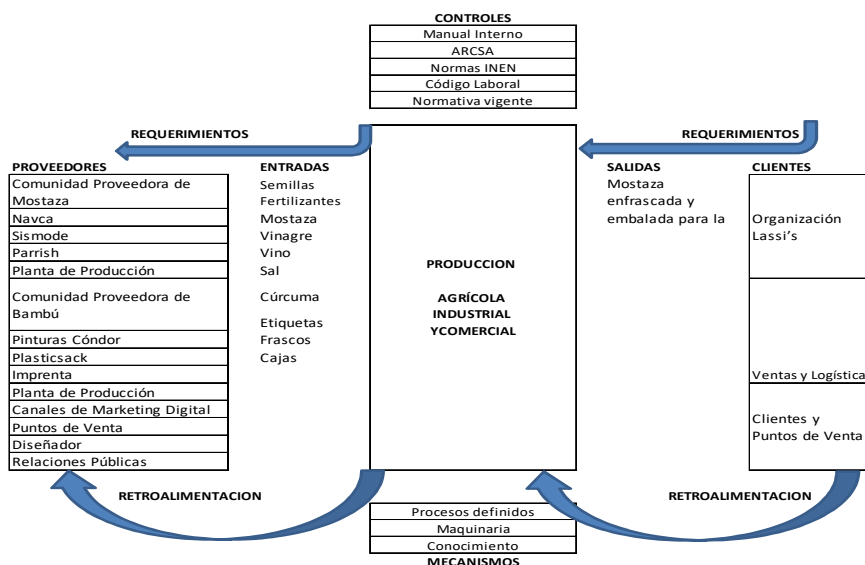 CONTROLES
Manual Interno
ARCSA
Normas INEN
Código Laboral
Normativa vigente
REQUERIMIENTOS
REQUERIMIENTOS
PROVEEDORES
Comunidad Proveedora de
Mostaza
Navca
Sismode
Parrish
Planta de Producción
Comunidad Proveedora de
Bambú
Pinturas Cóndor
Plasticsack
Imprenta
Planta de Producción
Canales de Marketing Digital
Puntos de Venta
Diseñador
Relaciones Públicas
ENTRADAS
Semillas
Fertilizantes
Mostaza
Vinagre
Vino
Sal
Cúrcuma
Etiquetas
Frascos
Cajas
PRODUCCION
AGRÍCOLA
INDUSTRIAL
YCOMERCIAL
SALIDAS
Mostaza
enfrascada y
embalada para la
CLIENTES
Organización
Lassi's
Ventas y Logística
Clientes y
Puntos de Venta
RETROALIMENTACION
RETROALIMENTACION
Procesos definidos
Maquinaria
Conocimiento
MECANISMOS